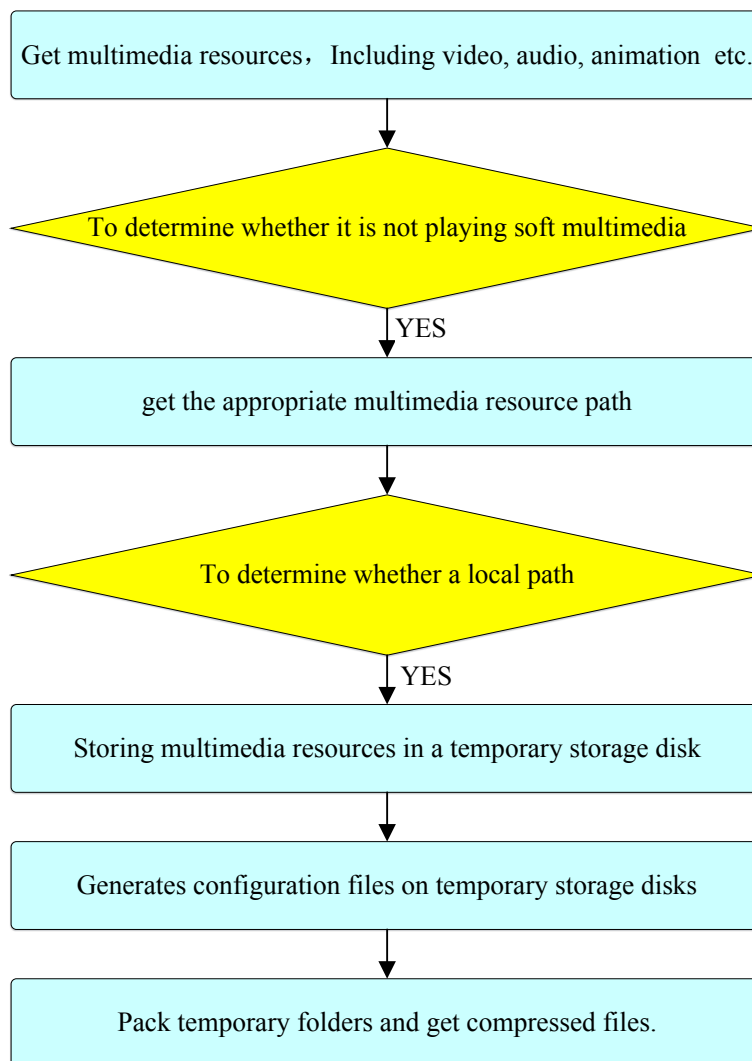 Get multimedia resources，Including video, audio, animation etc.
To determine whether it is not playing soft multimedia
YES
get the appropriate multimedia resource path
To determine whether a local path
YES
Storing multimedia resources in a temporary storage disk
Generates configuration files on temporary storage disks
Pack temporary folders and get compressed files.